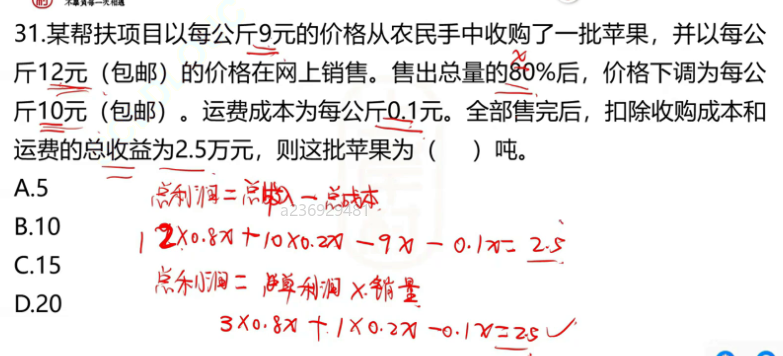 31.某帮扶项目以每公斤9元的价格从农民手中收购了一批苹果，并以每公
x
斤12元（包邮）的价格在网上销售。售出总量的80%后，价格下调为每公
斤10元（包邮）。运费成本为每公斤0.1元。全部售完后，扣除收购成本和
运费的总收益为2.5万元，则这批苹果为（ ）吨。
A.5
总利润=总收入-总成本
a236929481
B.10
12×0.8x+10×0.2x-9x-0.1x=2.5
C.15
总利润= 单利润×销量
D.20
3×0.8x+1×0.2x-0.1x=2.5✓